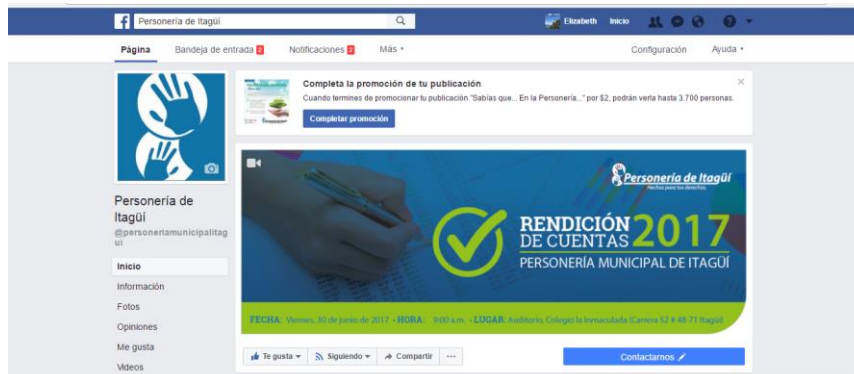 Personería de Itagüí
Elizabeth Inicio
Página Bandeja de entrada 2 Notificaciones 2 Más Configuración Ayuda
Completa la promoción de tu publicación
Cuando termines de promocionar tu publicación "Sabías que... En la Personería..." por $2, podrán verla hasta 3.700 personas.
Completar promoción
Personería de Itagüí
Hechos para tus derechos.
RENDICIÓN
DE CUENTAS 2017
PERSONERÍA MUNICIPAL DE ITAGÜÍ
FECHA: Viernes, 30 de junio de 2017 - HORA: 9:00 a.m. - LUGAR: Auditorio, Colegio la Inmaculada (Carrera 52 # 48-71 Itagüí)
Personería de
Itagüí
@personeriamunicipalitag
ui
Inicio
Información
Fotos
Opiniones
Me gusta
Videos
Te gusta Siguiendo Compartir ...
Contactarnos